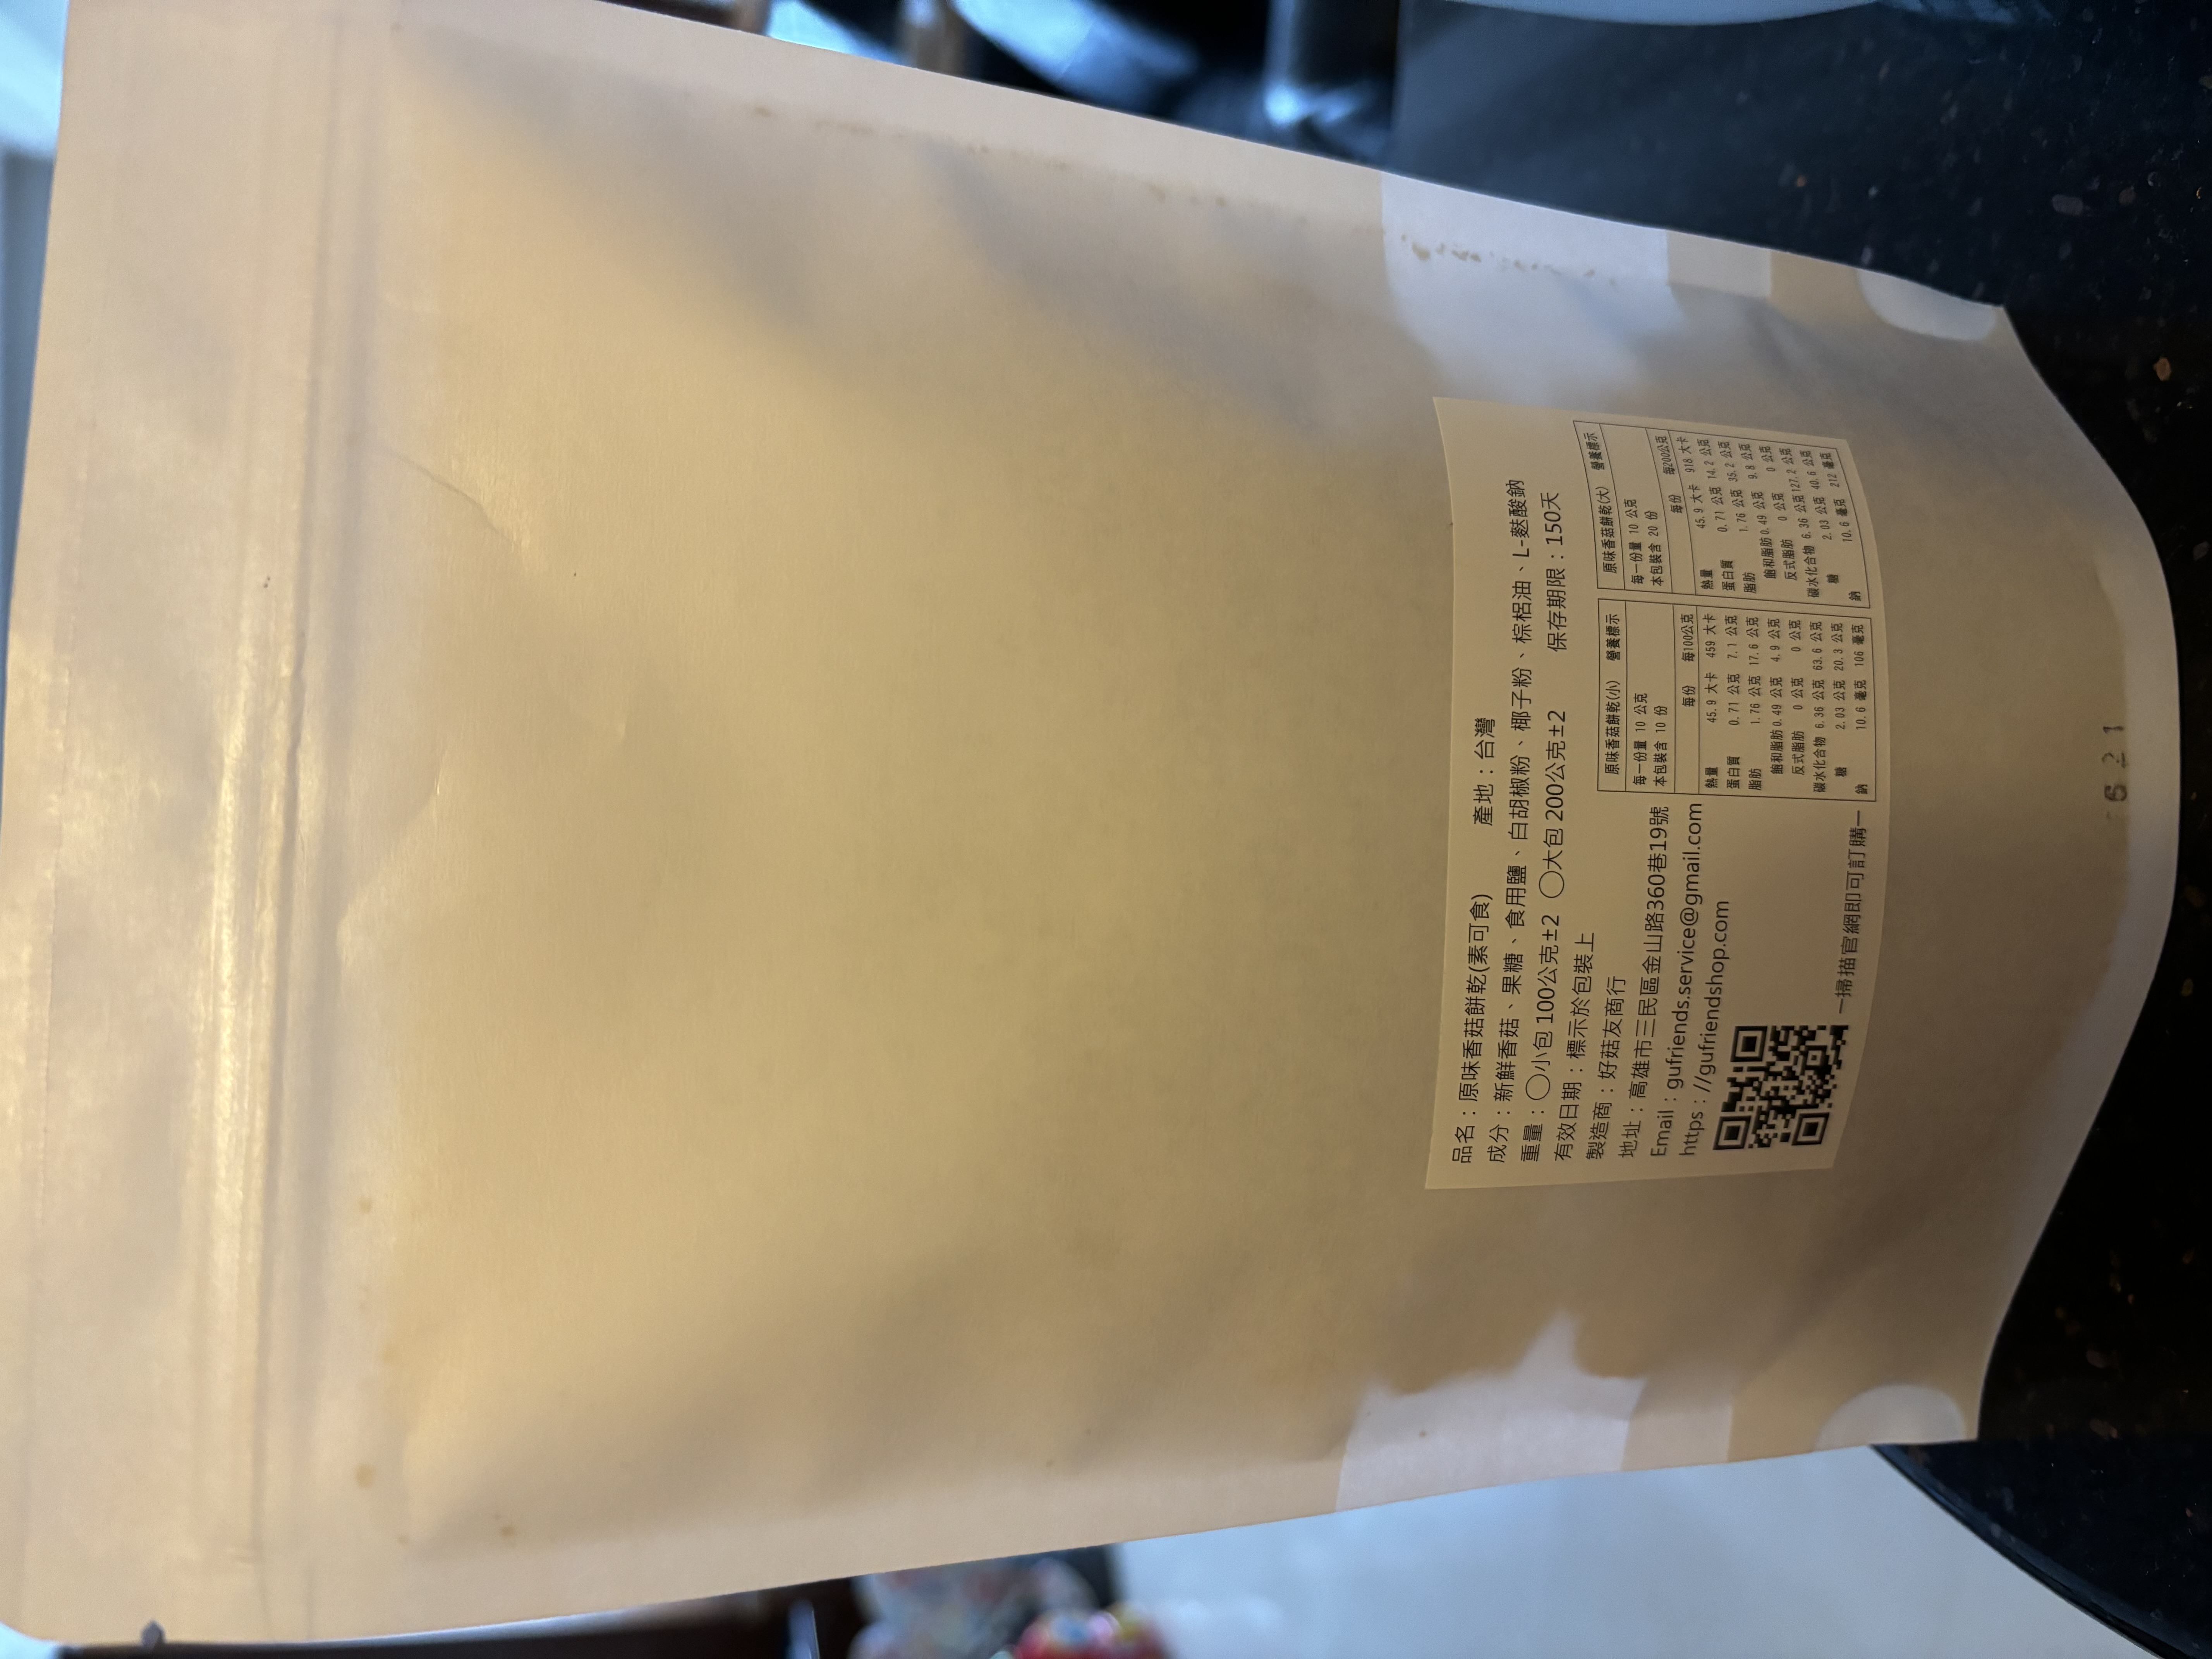 品名：原味香菇餅乾(素可食) 產地：台灣
成分：新鮮香菇、果糖、食用鹽、白胡椒粉、椰子粉、棕梠油、L-麩酸鈉
重量：◯小包 100公克±2 ◯大包 200公克±2 保存期限：150天
有效日期：標示於包裝上
製造商：好菇友商行
地址：高雄市三民區金山路360巷19號
Email：gufriends.service@gmail.com
https：//gufriendshop.com
—掃描官網即可訂購—
原味香菇餅乾(小) 營養標示
每一份量 10 公克
本包裝含 10 份
每份 每100公克
熱量 45.9 大卡 459 大卡
蛋白質 0.71 公克 7.1 公克
脂肪 1.76 公克 17.6 公克
飽和脂肪 0.49 公克 4.9 公克
反式脂肪 0 公克 0 公克
碳水化合物 6.36 公克 63.6 公克
糖 2.03 公克 20.3 公克
鈉 10.6 毫克 106 毫克
原味香菇餅乾(大) 營養標示
每一份量 10 公克
本包裝含 20 份
每份 每200公克
熱量 45.9 大卡 918 大卡
蛋白質 0.71 公克 14.2 公克
脂肪 1.76 公克 35.2 公克
飽和脂肪 0.49 公克 9.8 公克
反式脂肪 0 公克 0 公克
碳水化合物 6.36 公克 127.2 公克
糖 2.03 公克 40.6 公克
鈉 10.6 毫克 212 毫克